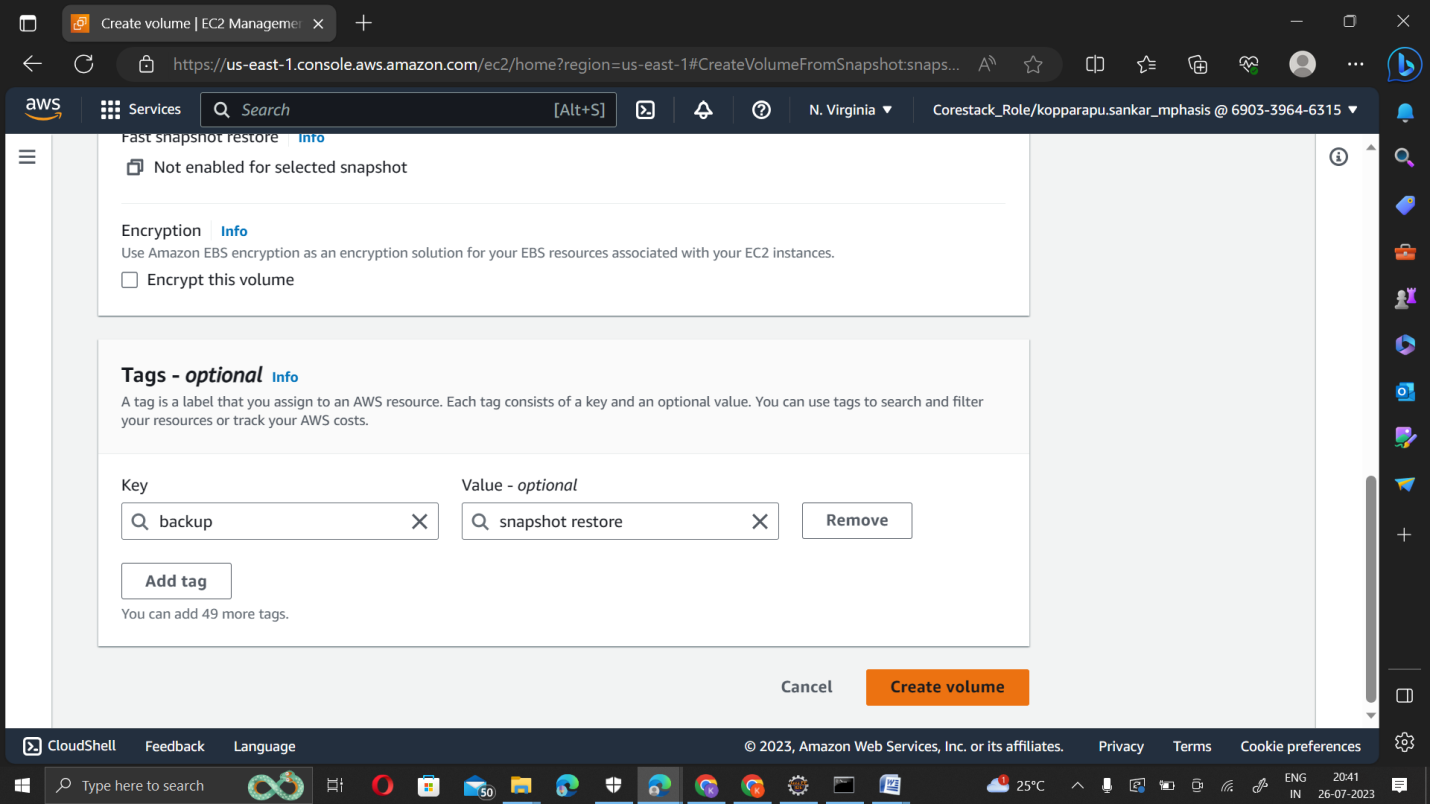 Create volume | EC2 Managemen
https://us-east-1.console.aws.amazon.com/ec2/home?region=us-east-1#CreateVolumeFromSnapshot:snaps...
aws
Services
Search
[Alt+S]
N. Virginia
Corestack_Role/kopparapu.sankar_mphasis @ 6903-3964-6315
Fast snapshot restore
Info
Not enabled for selected snapshot
Encryption
Info
Use Amazon EBS encryption as an encryption solution for your EBS resources associated with your EC2 instances.
Encrypt this volume
Tags - optional Info
A tag is a label that you assign to an AWS resource. Each tag consists of a key and an optional value. You can use tags to search and filter
your resources or track your AWS costs.
Key
Value - optional
backup
snapshot restore
Remove
Add tag
You can add 49 more tags.
Cancel
Create volume
CloudShell
Feedback
Language
© 2023, Amazon Web Services, Inc. or its affiliates.
Privacy
Terms
Cookie preferences
Type here to search
50
1
25°C
ENG
IN
20:41
26-07-2023